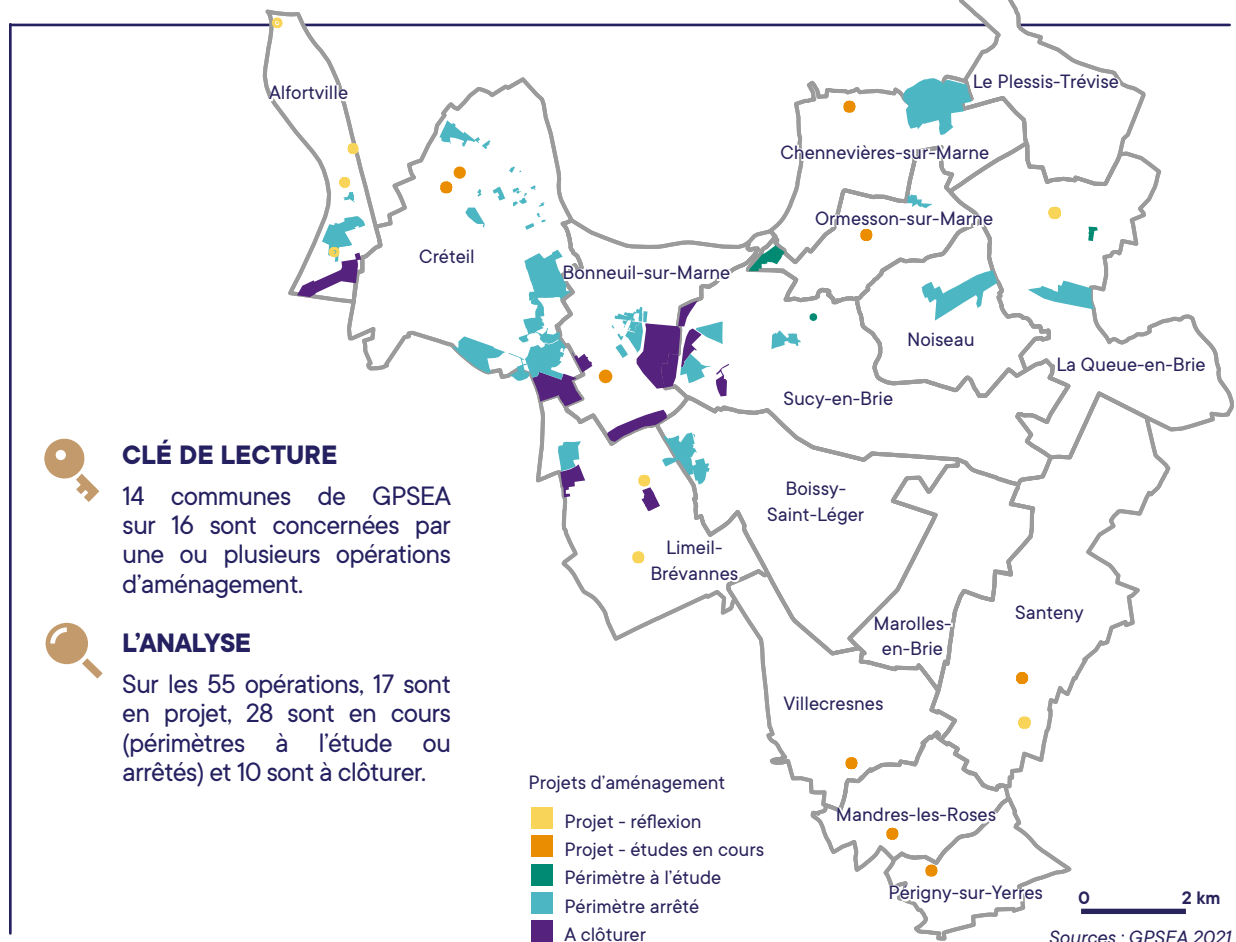 Alfortville
Le Plessis-Trévise
Chennevières-sur-Marne
Ormesson-sur-Marne
Créteil
Bonneuil-sur-Marne
Noiseau
La Queue-en-Brie
Sucy-en-Brie
CLÉ DE LECTURE
14 communes de GPSEA
sur 16 sont concernées par
une ou plusieurs opérations
d'aménagement.
Boissy-
Saint-Léger
Limeil-
Brévannes
L'ANALYSE
Sur les 55 opérations, 17 sont
en projet, 28 sont en cours
(périmètres à l'étude ou
arrêtés) et 10 sont à clôturer.
Marolles-
en-Brie
Santeny
Villecresnes
Mandres-les-Roses
Périgny-sur-Yerres
Projets d'aménagement
Projet - réflexion
Projet - études en cours
Périmètre à l'étude
Périmètre arrêté
A clôturer
0 2 km
Sources : GPSEA 2021